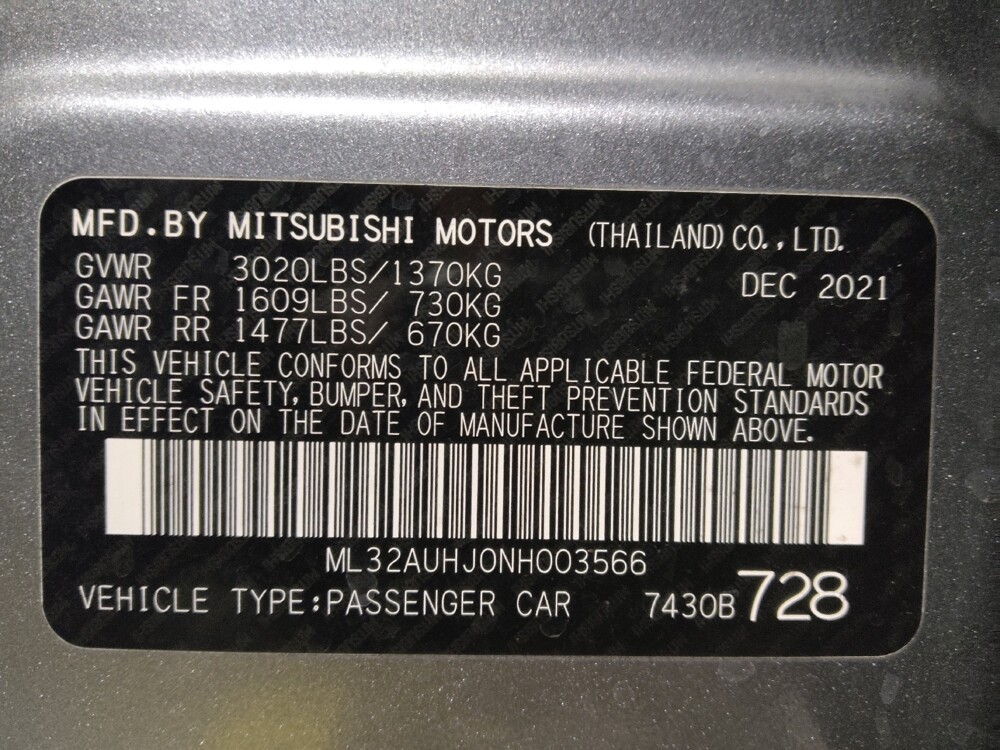 MFD.BY MITSUBISHI MOTORS (THAILAND) CO., LTD.
GVWR 3020LBS/1370KG DEC 2021
GAWR FR 1609LBS/ 730KG
GAWR RR 1477LBS/ 670KG
THIS VEHICLE CONFORMS TO ALL APPLICABLE FEDERAL MOTOR
VEHICLE SAFETY, BUMPER, AND THEFT PREVENTION STANDARDS
IN EFFECT ON THE DATE OF MANUFACTURE SHOWN ABOVE.
ML32AUHJ0NH003566
VEHICLE TYPE:PASSENGER CAR 7430B 728